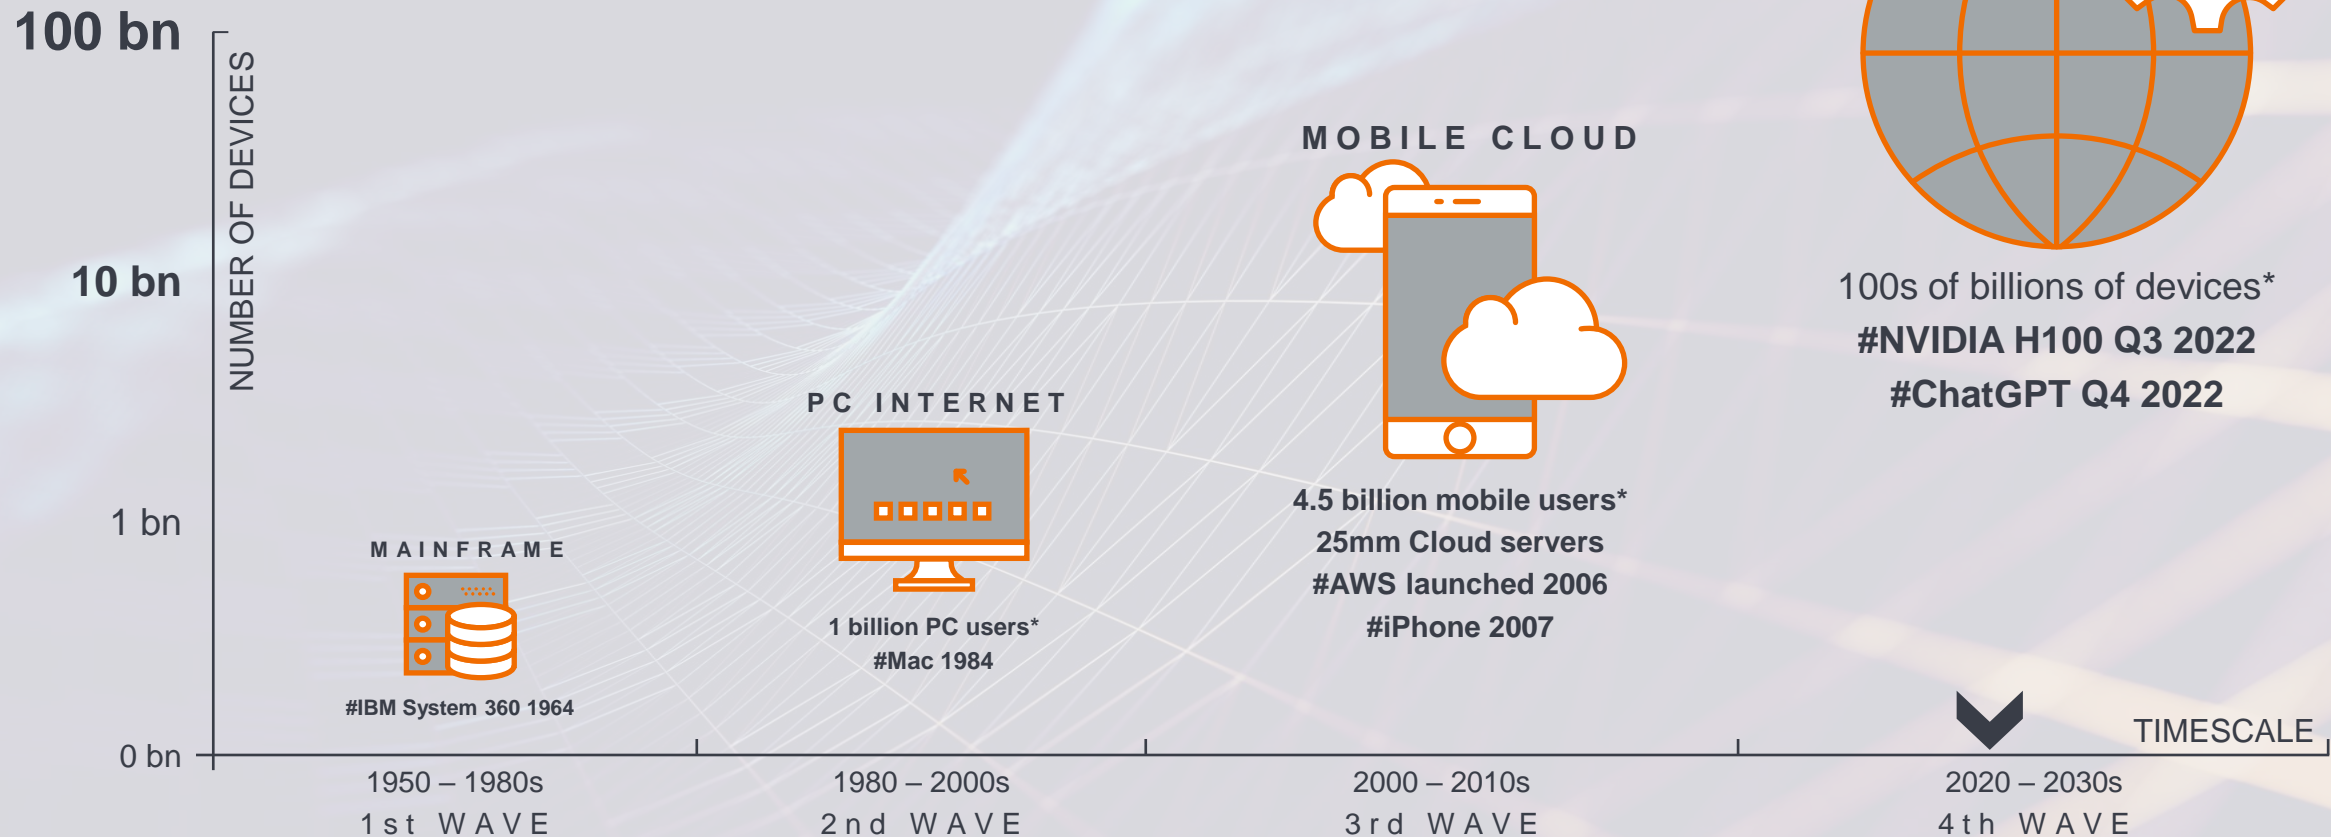 100 bn
NUMBER OF DEVICES
10 bn
1 bn
0 bn
MAINFRAME
#IBM System 360 1964
PC INTERNET
1 billion PC users*
#Mac 1984
MOBILE CLOUD
4.5 billion mobile users*
25mm Cloud servers
#AWS launched 2006
#iPhone 2007
100s of billions of devices*
#NVIDIA H100 Q3 2022
#ChatGPT Q4 2022
TIMESCALE
1950 – 1980s
1st WAVE
1980 – 2000s
2nd WAVE
2000 – 2010s
3rd WAVE
2020 – 2030s
4th WAVE